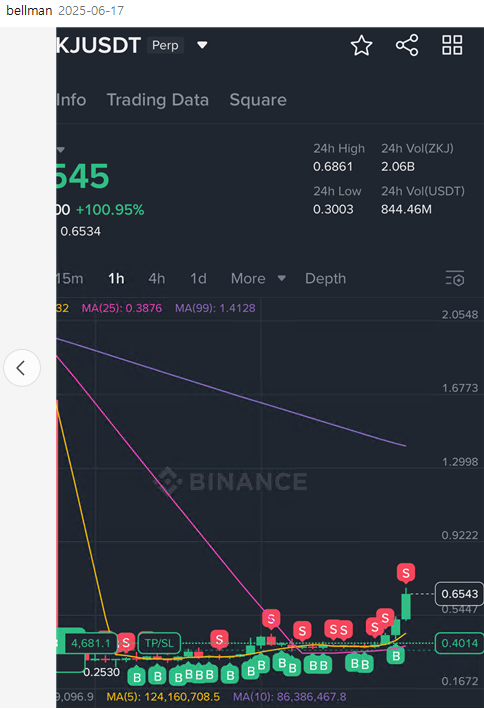 bellman 2025-06-17
KJUSDT Perp
Info Trading Data Square
24h High 24h Vol(ZKJ)
545 0.6861 2.06B
24h Low 24h Vol(USDT)
00 +100.95% 0.3003 844.46M
0.6534
15m 1h 4h 1d More Depth
32 MA(25): 0.3876 MA(99): 1.4128
2.0548
1.6773
1.2998
BINANCE
0.9222
S
0.6543
0.5447
S S S S S S S S
4,681.1 TP/SL 0.4014
B
0.2530
B B B B B B B B B B B B B B B
0.1672
9,096.9 MA(5): 124,160,708.5 MA(10): 86,386,467.8